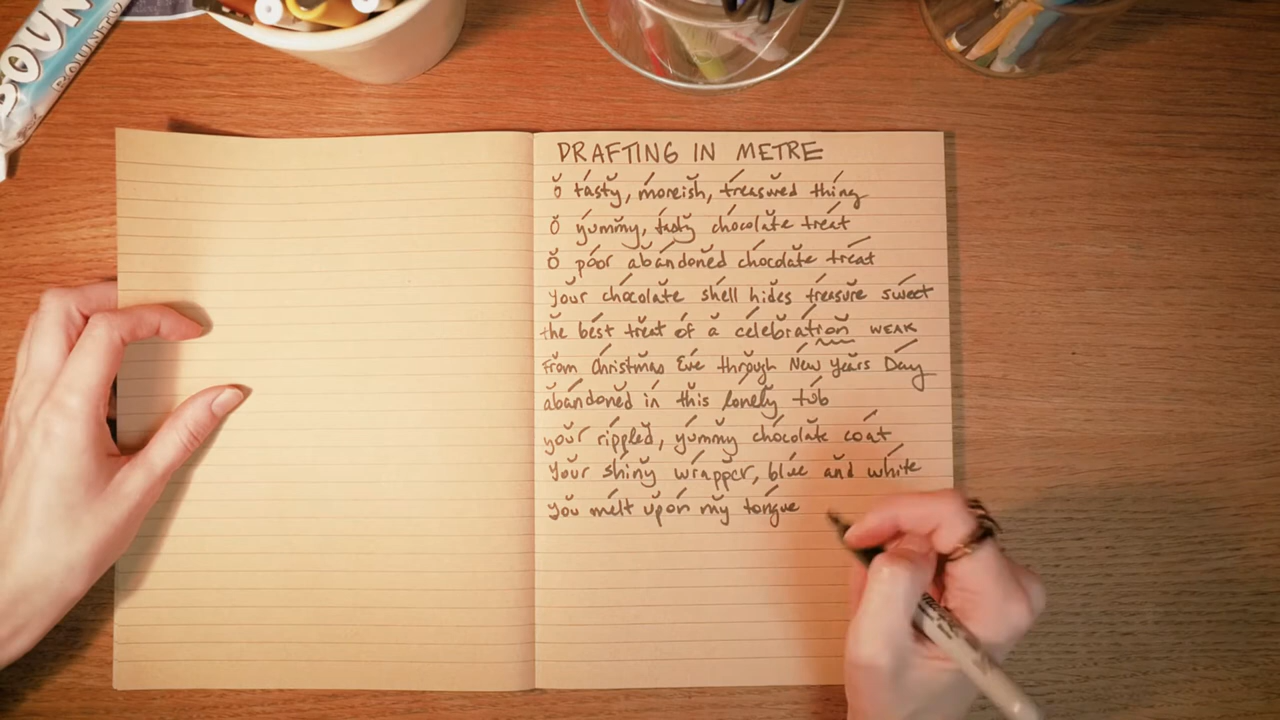 BOUN
BOUNTY
DRAFTING IN METRE
O tasty, moreish, treasured thing
O yummy, tasty chocolate treat
O poor abandoned chocolate treat
your chocolate shell hides treasure sweet
the best treat of a celebration WEAK
From Christmas Eve through New Years Day
abandoned in this lonely tub
your rippled, yummy chocolate coat
Your shiny wrapper, blue and white
you melt upon my tongue